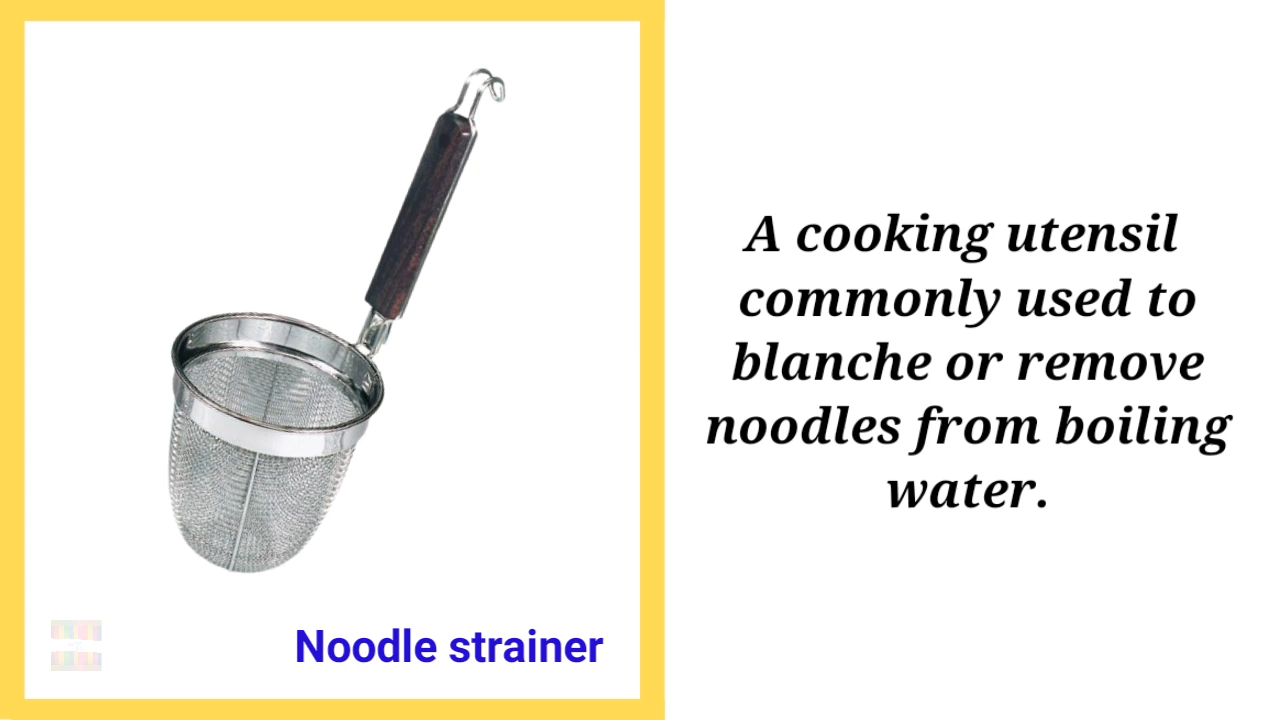 Noodle strainer
A cooking utensil
commonly used to
blanche or remove
noodles from boiling
water.